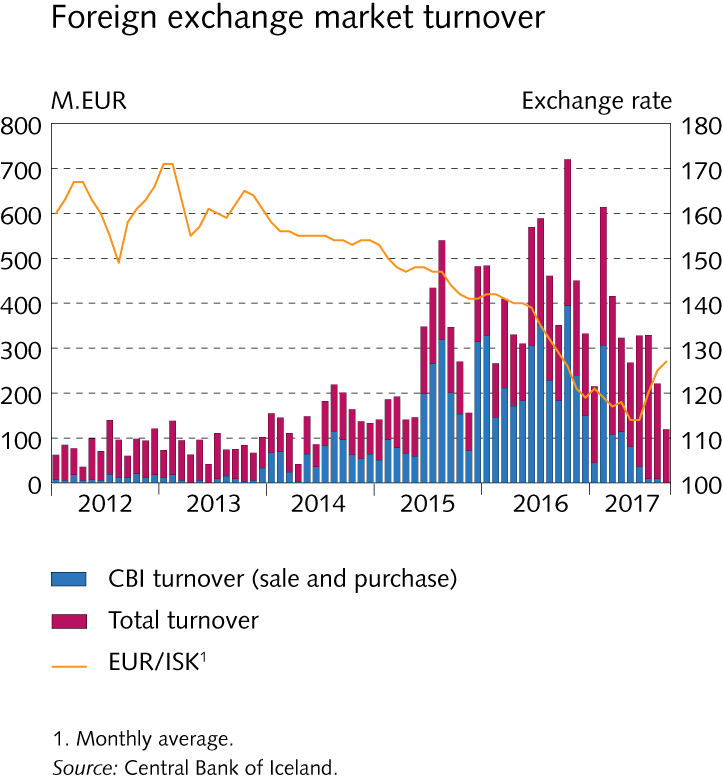 Foreign exchange market turnover
M.EUR Exchange rate
800 180
700 170
600 160
500 150
400 140
300 130
200 120
100 110
0 100
2012 2013 2014 2015 2016 2017
CBI turnover (sale and purchase)
Total turnover
EUR/ISK¹
1. Monthly average.
Source: Central Bank of Iceland.